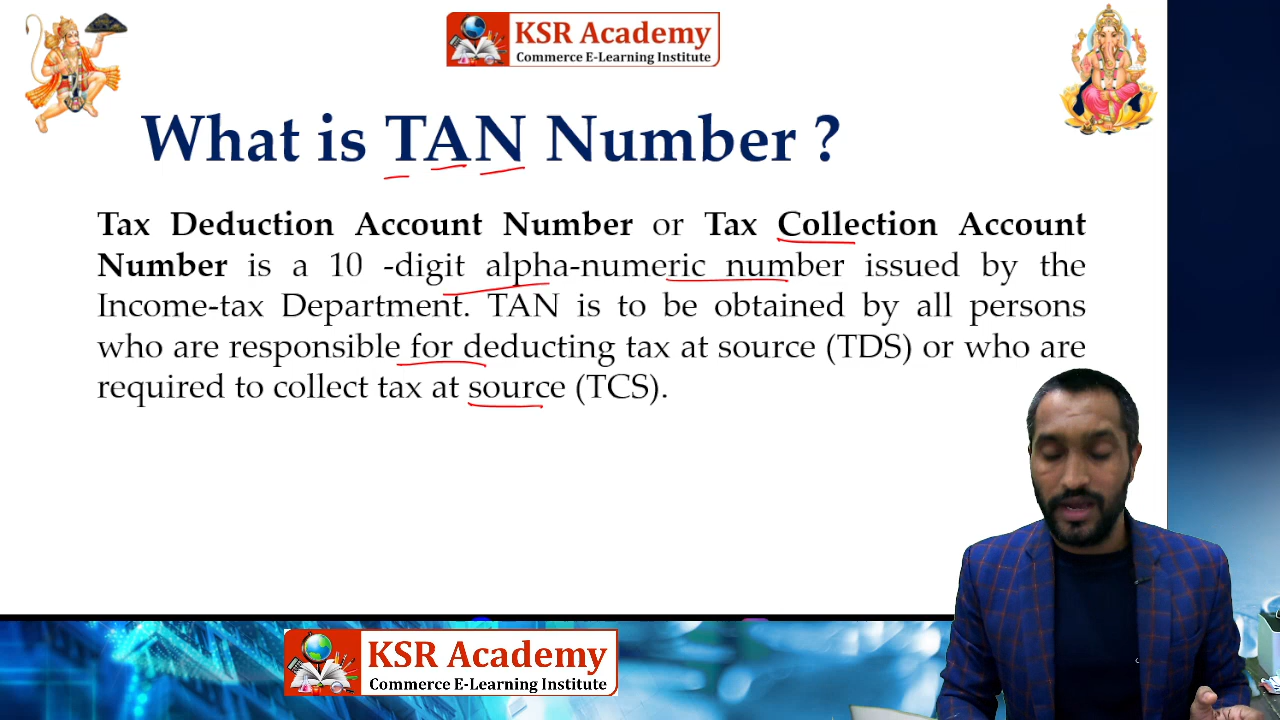 KSR Academy
Commerce E-Learning Institute
What is TAN Number ?
Tax Deduction Account Number or Tax Collection Account
Number is a 10 -digit alpha-numeric number issued by the
Income-tax Department. TAN is to be obtained by all persons
who are responsible for deducting tax at source (TDS) or who are
required to collect tax at source (TCS).
KSR Academy
Commerce E-Learning Institute